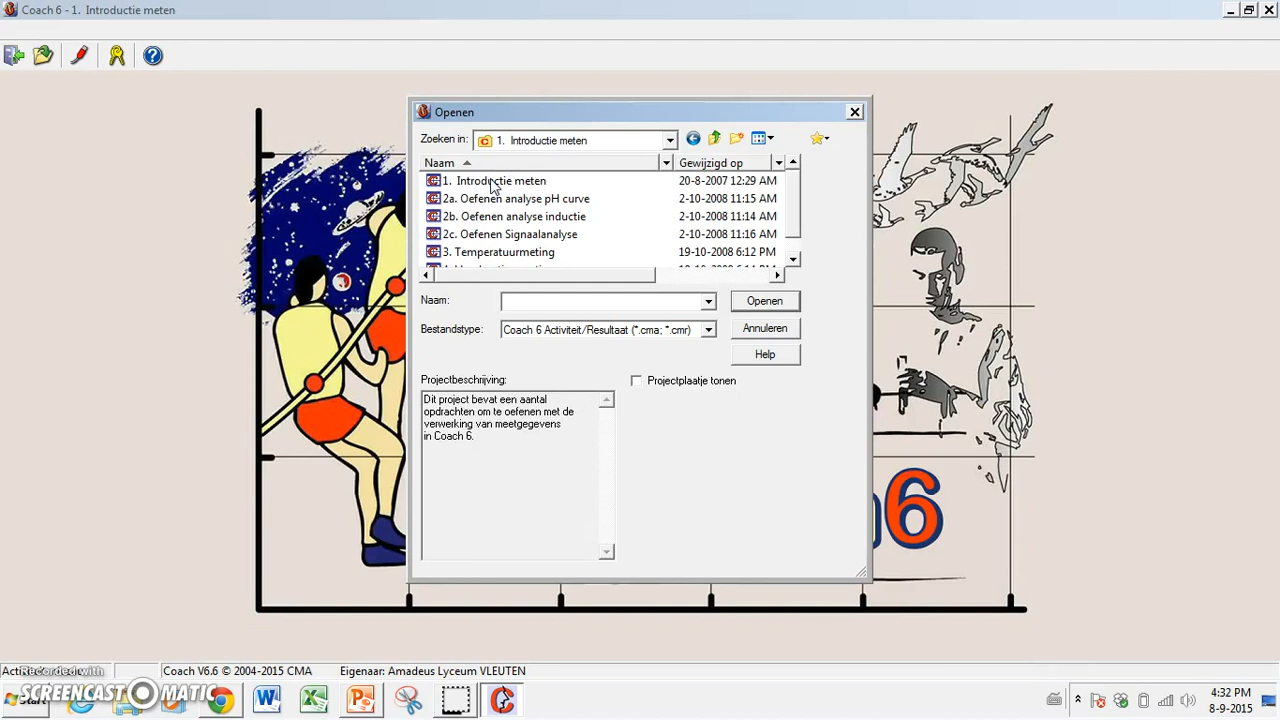 Coach 6 - 1. Introductie meten
Openen
Zoeken in: 1. Introductie meten
Naam Gewijzigd op
1. Introductie meten 20-8-2007 12:29 AM
2a. Oefenen analyse pH curve 2-10-2008 11:15 AM
2b. Oefenen analyse inductie 2-10-2008 11:14 AM
2c. Oefenen Signaalanalyse 2-10-2008 11:16 AM
3. Temperatuurmeting 19-10-2008 6:12 PM
Naam: Openen
Bestandstype: Coach 6 Activiteit/Resultaat (*.cma; *.cmr) Annuleren
Help
Projectbeschrijving: Projectplaatje tonen
Dit project bevat een aantal
opdrachten om te oefenen met de
verwerking van meetgegevens
in Coach 6.
6
Recorded with
Coach V6.6 © 2004-2015 CMA Eigenaar: Amadeus Lyceum VLEUTEN
SCREENCAST MATIC
Start
4:32 PM
8-9-2015